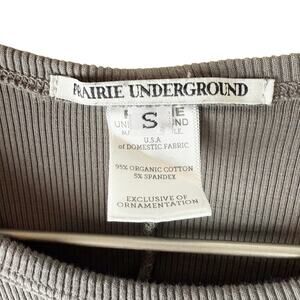 PRAIRIE UNDERGROUND
S
U.S.A
of DOMESTIC FABRIC
95% ORGANIC COTTON
5% SPANDEX
EXCLUSIVE OF
ORNAMENTATION